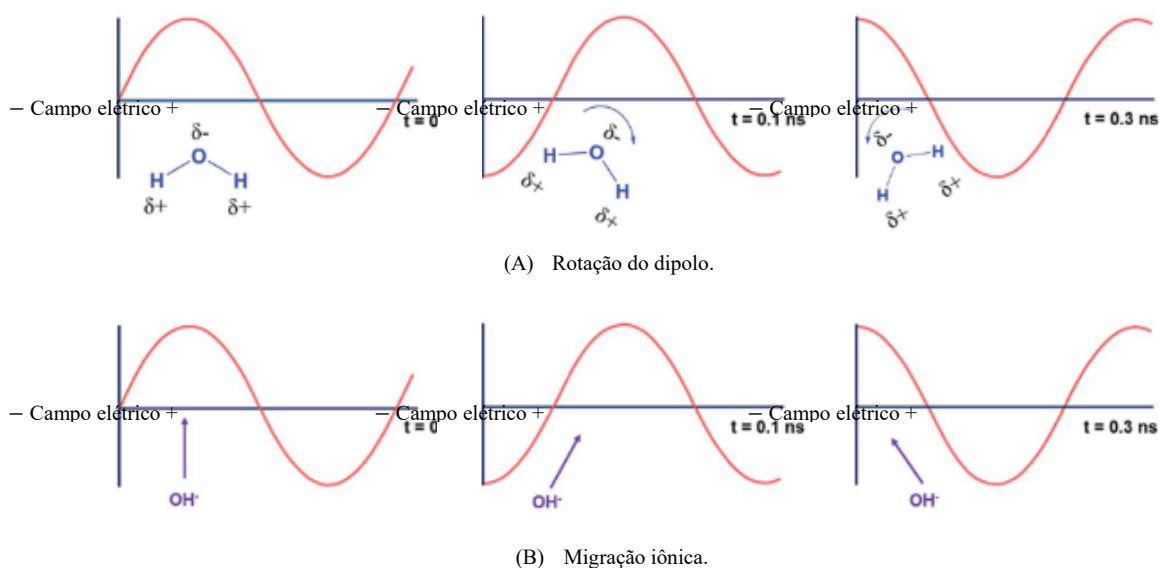 − Campo elétrico + − Campo elétrico + − Campo elétrico +
t = 0 t = 0.1 ns t = 0.3 ns
δ- δ- δ-
O O O
H H H H H H
δ+ δ+ δ+ δ+ δ+ δ+
(A) Rotação do dipolo.
− Campo elétrico + − Campo elétrico + − Campo elétrico +
t = 0 t = 0.1 ns t = 0.3 ns
OH- OH- OH-
(B) Migração iônica.